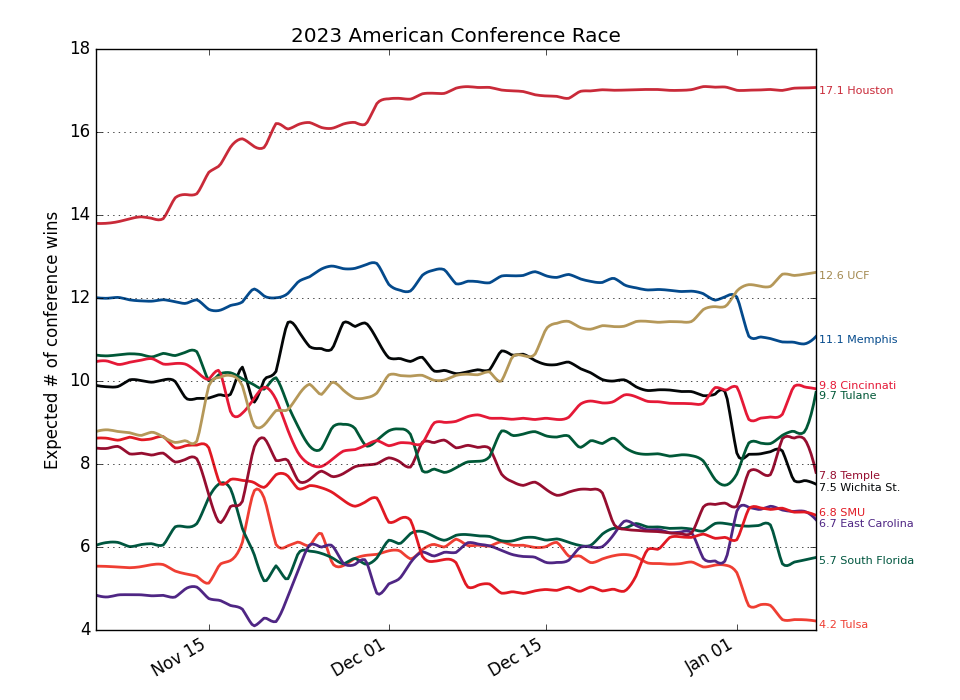 2023 American Conference Race
Expected # of conference wins
18
16
14
12
10
8
6
4
Nov 15
Dec 01
Dec 15
Jan 01
17.1 Houston
12.6 UCF
11.1 Memphis
9.8 Cincinnati
9.7 Tulane
7.8 Temple
7.5 Wichita St.
6.8 SMU
6.7 East Carolina
5.7 South Florida
4.2 Tulsa